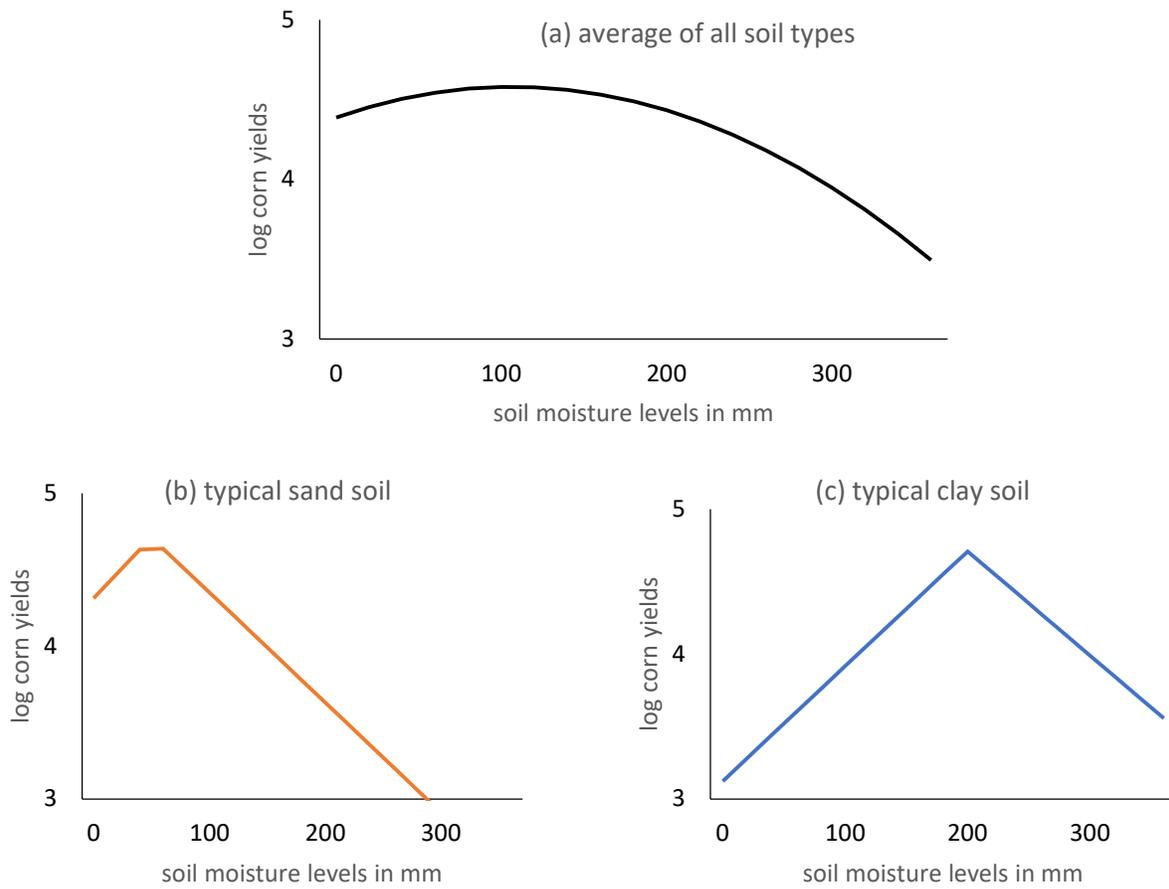 (a) average of all soil types
5
4
3
log corn yields
0 100 200 300
soil moisture levels in mm
(b) typical sand soil
5
4
3
log corn yields
0 100 200 300
soil moisture levels in mm
(c) typical clay soil
5
4
3
log corn yields
0 100 200 300
soil moisture levels in mm